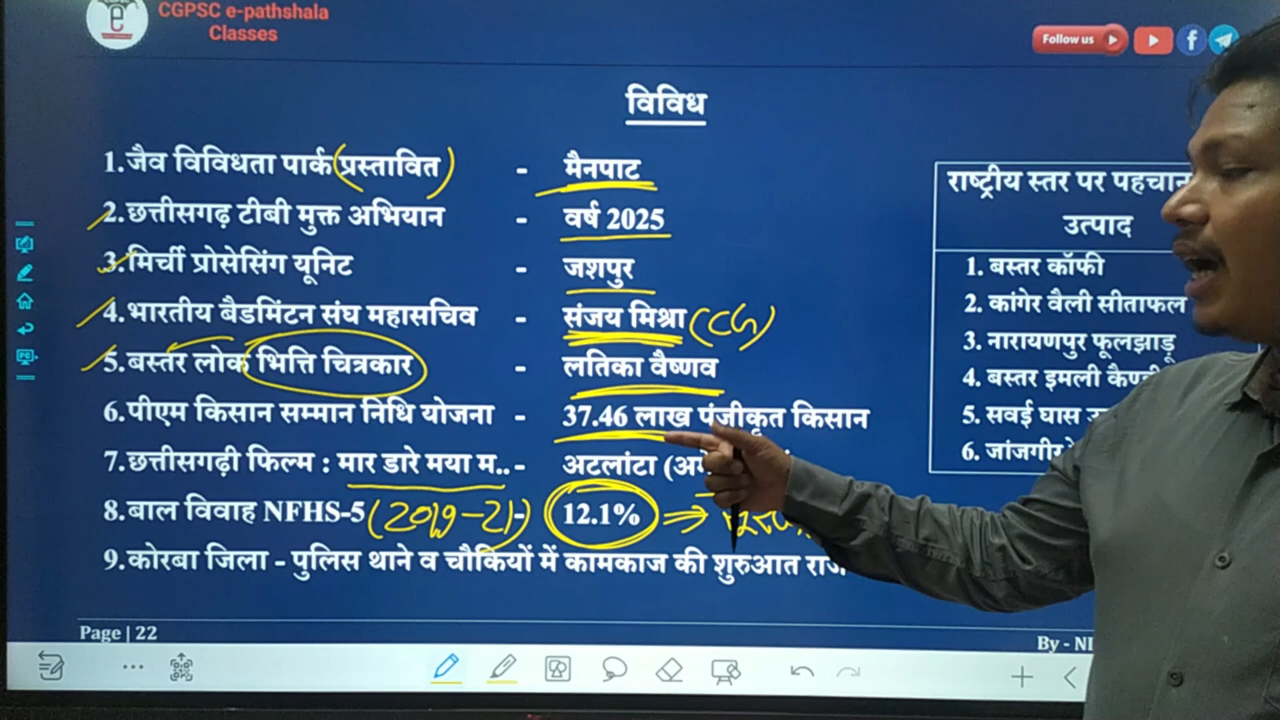 CGPSC e-pathshala
Classes
Follow us
विविध
1.जैव विविधता पार्क(प्रस्तावित) - मैनपाट
2.छत्तीसगढ़ टीबी मुक्त अभियान - वर्ष 2025
3.मिर्ची प्रोसेसिंग यूनिट - जशपुर
4.भारतीय बैडमिंटन संघ महासचिव - संजय मिश्रा (CG)
5.बस्तर लोक भित्ति चित्रकार - लतिका वैष्णव
6.पीएम किसान सम्मान निधि योजना - 37.46 लाख पंजीकृत किसान
7.छत्तीसगढ़ी फिल्म : मार डारे मया म.. - अटलांटा
8.बाल विवाह NFHS-5 (2019-21) - 12.1%
9.कोरबा जिला - पुलिस थाने व चौकियों में कामकाज की शुरुआत
राष्ट्रीय स्तर पर पहचान
उत्पाद
1. बस्तर कॉफी
2. कांगेर वैली सीताफल
3. नारायणपुर फूलझाड़ू
4. बस्तर इमली
5. सवई घास
6.
Page | 22
By -